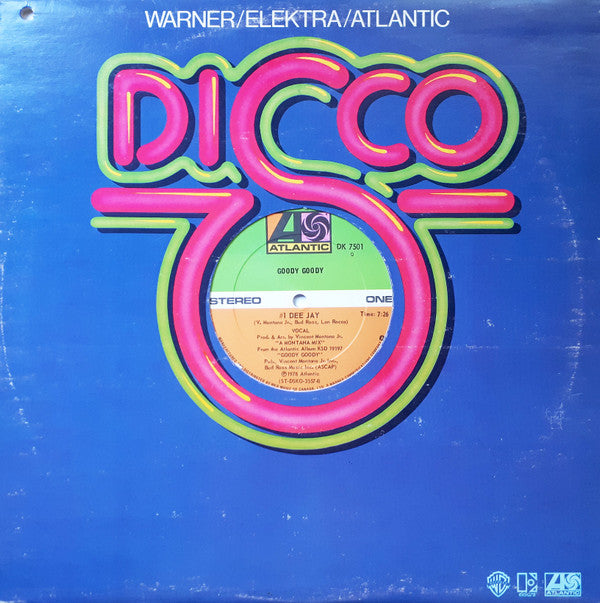 WARNER/ELEKTRA/ATLANTIC
DISCO
ATLANTIC
DK 7501
GOODY GOODY
STEREO
ONE
#1 DEE JAY
Time: 7:26
(V. Montana Jr., Bud Ross, Lari Rocco)
VOCAL
Prod. & Arr. by Vincent Montana Jr.
"A MONTANA MIX"
From the Atlantic Album KSD 19197
"GOODY GOODY"
Pub., Vincent Montana Jr. Inc.,
Bud Ross Music Inc. (ASCAP)
℗1978 Atlantic
ATLANTIC